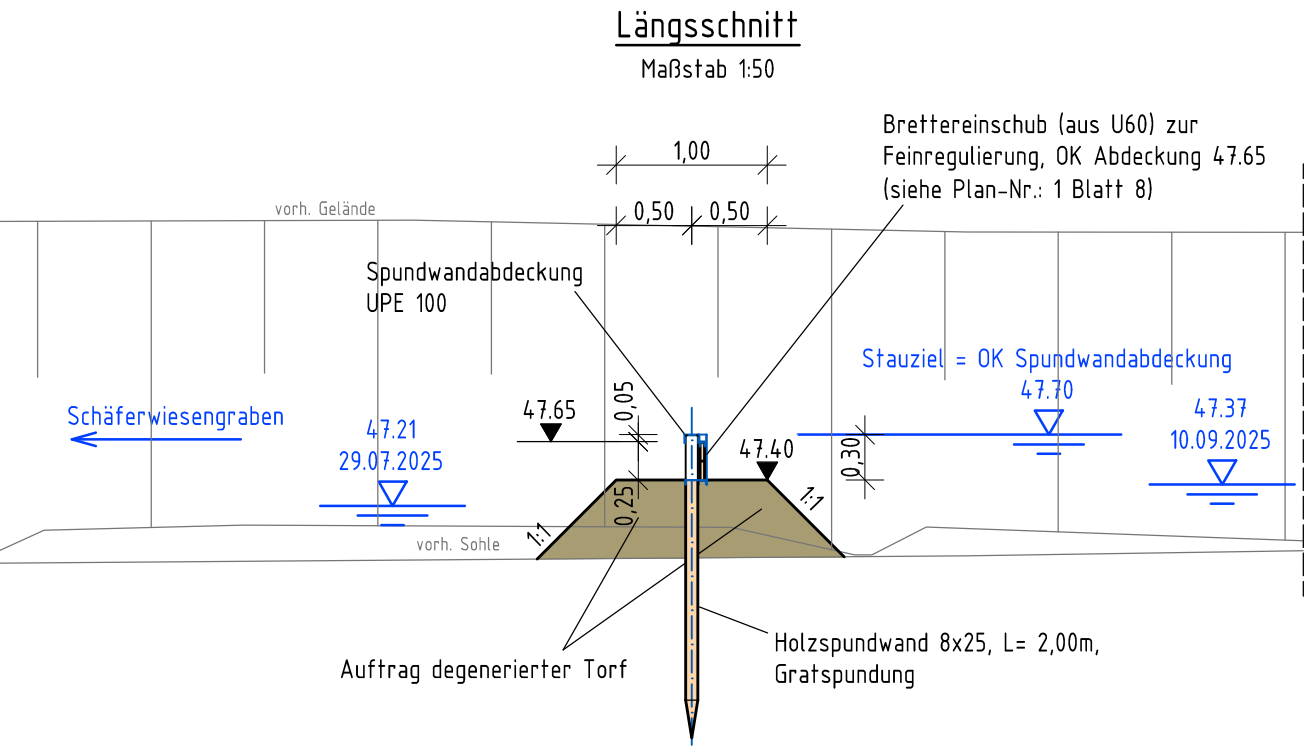 Längsschnitt
Maßstab 1:50
Brettereinschub (aus U60) zur
Feinregulierung, OK Abdeckung 47.65
(siehe Plan-Nr.: 1 Blatt 8)
1,00
vorh. Gelände
0,50
0,50
Spundwandabdeckung
UPE 100
Stauziel = OK Spundwandabdeckung
47.70
Schäferwiesengraben
47.21
29.07.2025
47.65
0,05
47.40
0,30
47.37
10.09.2025
0,25
1:1
1:1
vorh. Sohle
Holzspundwand 8x25, L= 2,00m,
Gratspundung
Auftrag degenerierter Torf